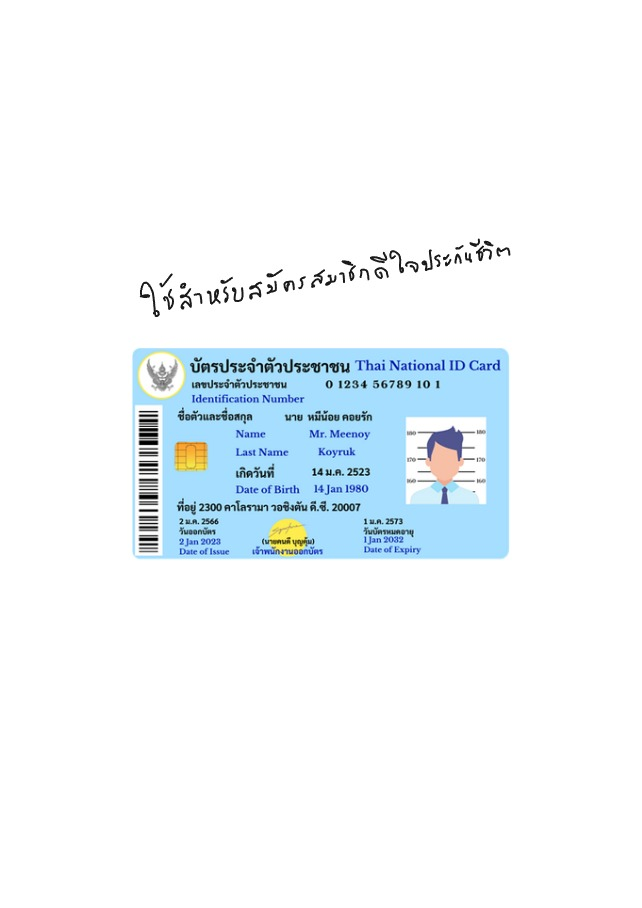 ใช้สำหรับสมัครสมาชิกดีใจประกันชีวิต
บัตรประจำตัวประชาชน Thai National ID Card
เลขประจำตัวประชาชน 0 1234 56789 10 1
Identification Number
ชื่อตัวและชื่อสกุล นาย หมีน้อย คอยรัก
Name Mr. Meenoy
Last Name Koyruk
เกิดวันที่ 14 ม.ค. 2523
Date of Birth 14 Jan 1980
ที่อยู่ 2300 คาโลรามา วอชิงตัน ดี.ซี. 20007
180 180
170 170
160 160
2 ม.ค. 2566
วันออกบัตร
2 Jan 2023
Date of Issue
(นายคนดี บุญคุ้ม)
เจ้าพนักงานออกบัตร
1 ม.ค. 2573
วันบัตรหมดอายุ
1 Jan 2032
Date of Expiry